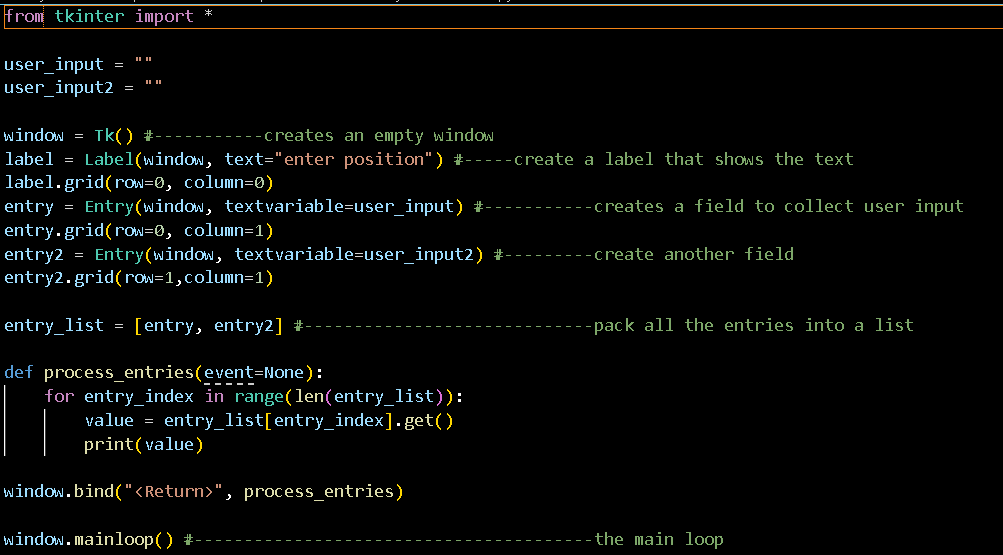 from tkinter import *
user_input = ""
user_input2 = ""
window = Tk() #-----------creates an empty window
label = Label(window, text="enter position") #-----create a label that shows the text
label.grid(row=0, column=0)
entry = Entry(window, textvariable=user_input) #-----------creates a field to collect user input
entry.grid(row=0, column=1)
entry2 = Entry(window, textvariable=user_input2) #---------create another field
entry2.grid(row=1,column=1)
entry_list = [entry, entry2] #-----------------------------pack all the entries into a list
def process_entries(event=None):
    for entry_index in range(len(entry_list)):
        value = entry_list[entry_index].get()
        print(value)
window.bind("<Return>", process_entries)
window.mainloop() #----------------------------------------the main loop